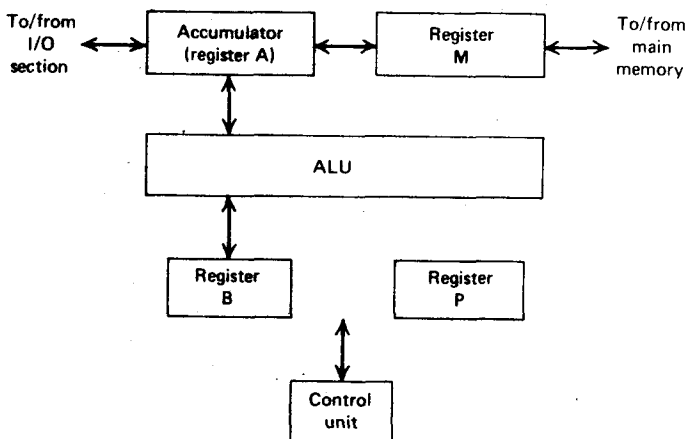 To/from
I/O
section
Accumulator
(register A)
Register
M
To/from
main
memory
ALU
Register
B
Register
P
Control
unit